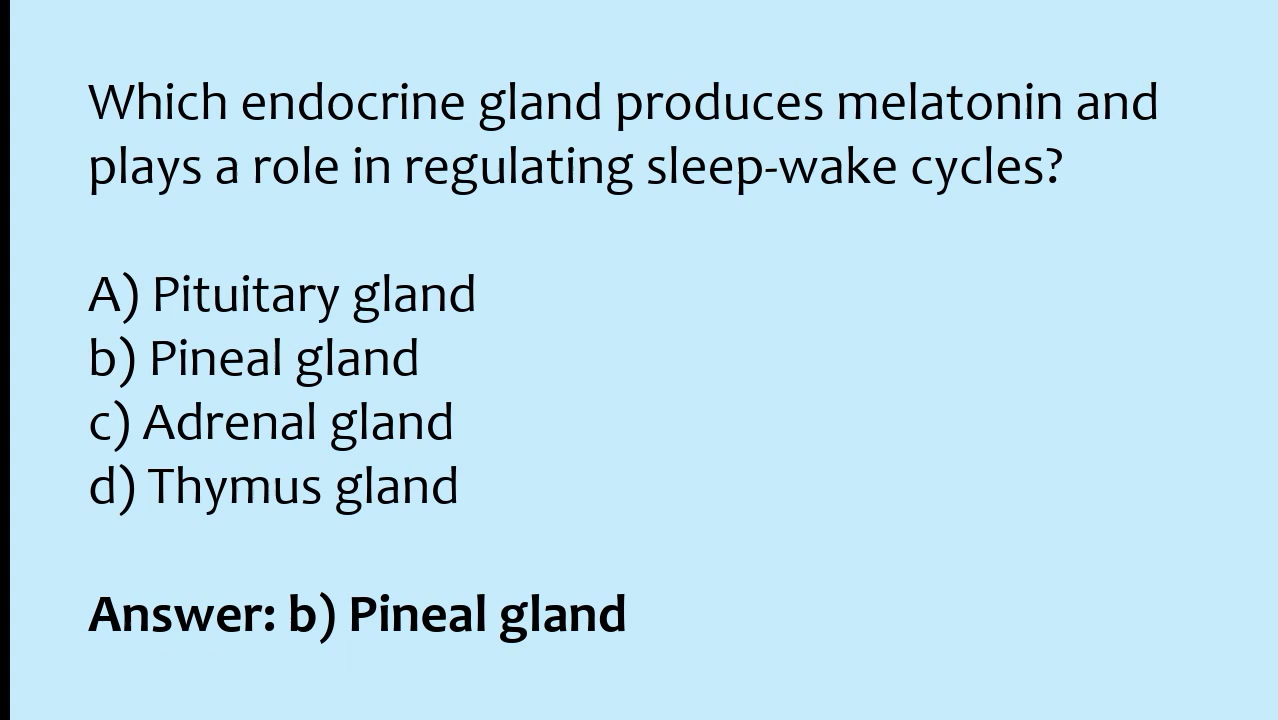 Which endocrine gland produces melatonin and
plays a role in regulating sleep-wake cycles?
A) Pituitary gland
b) Pineal gland
c) Adrenal gland
d) Thymus gland
Answer: b) Pineal gland